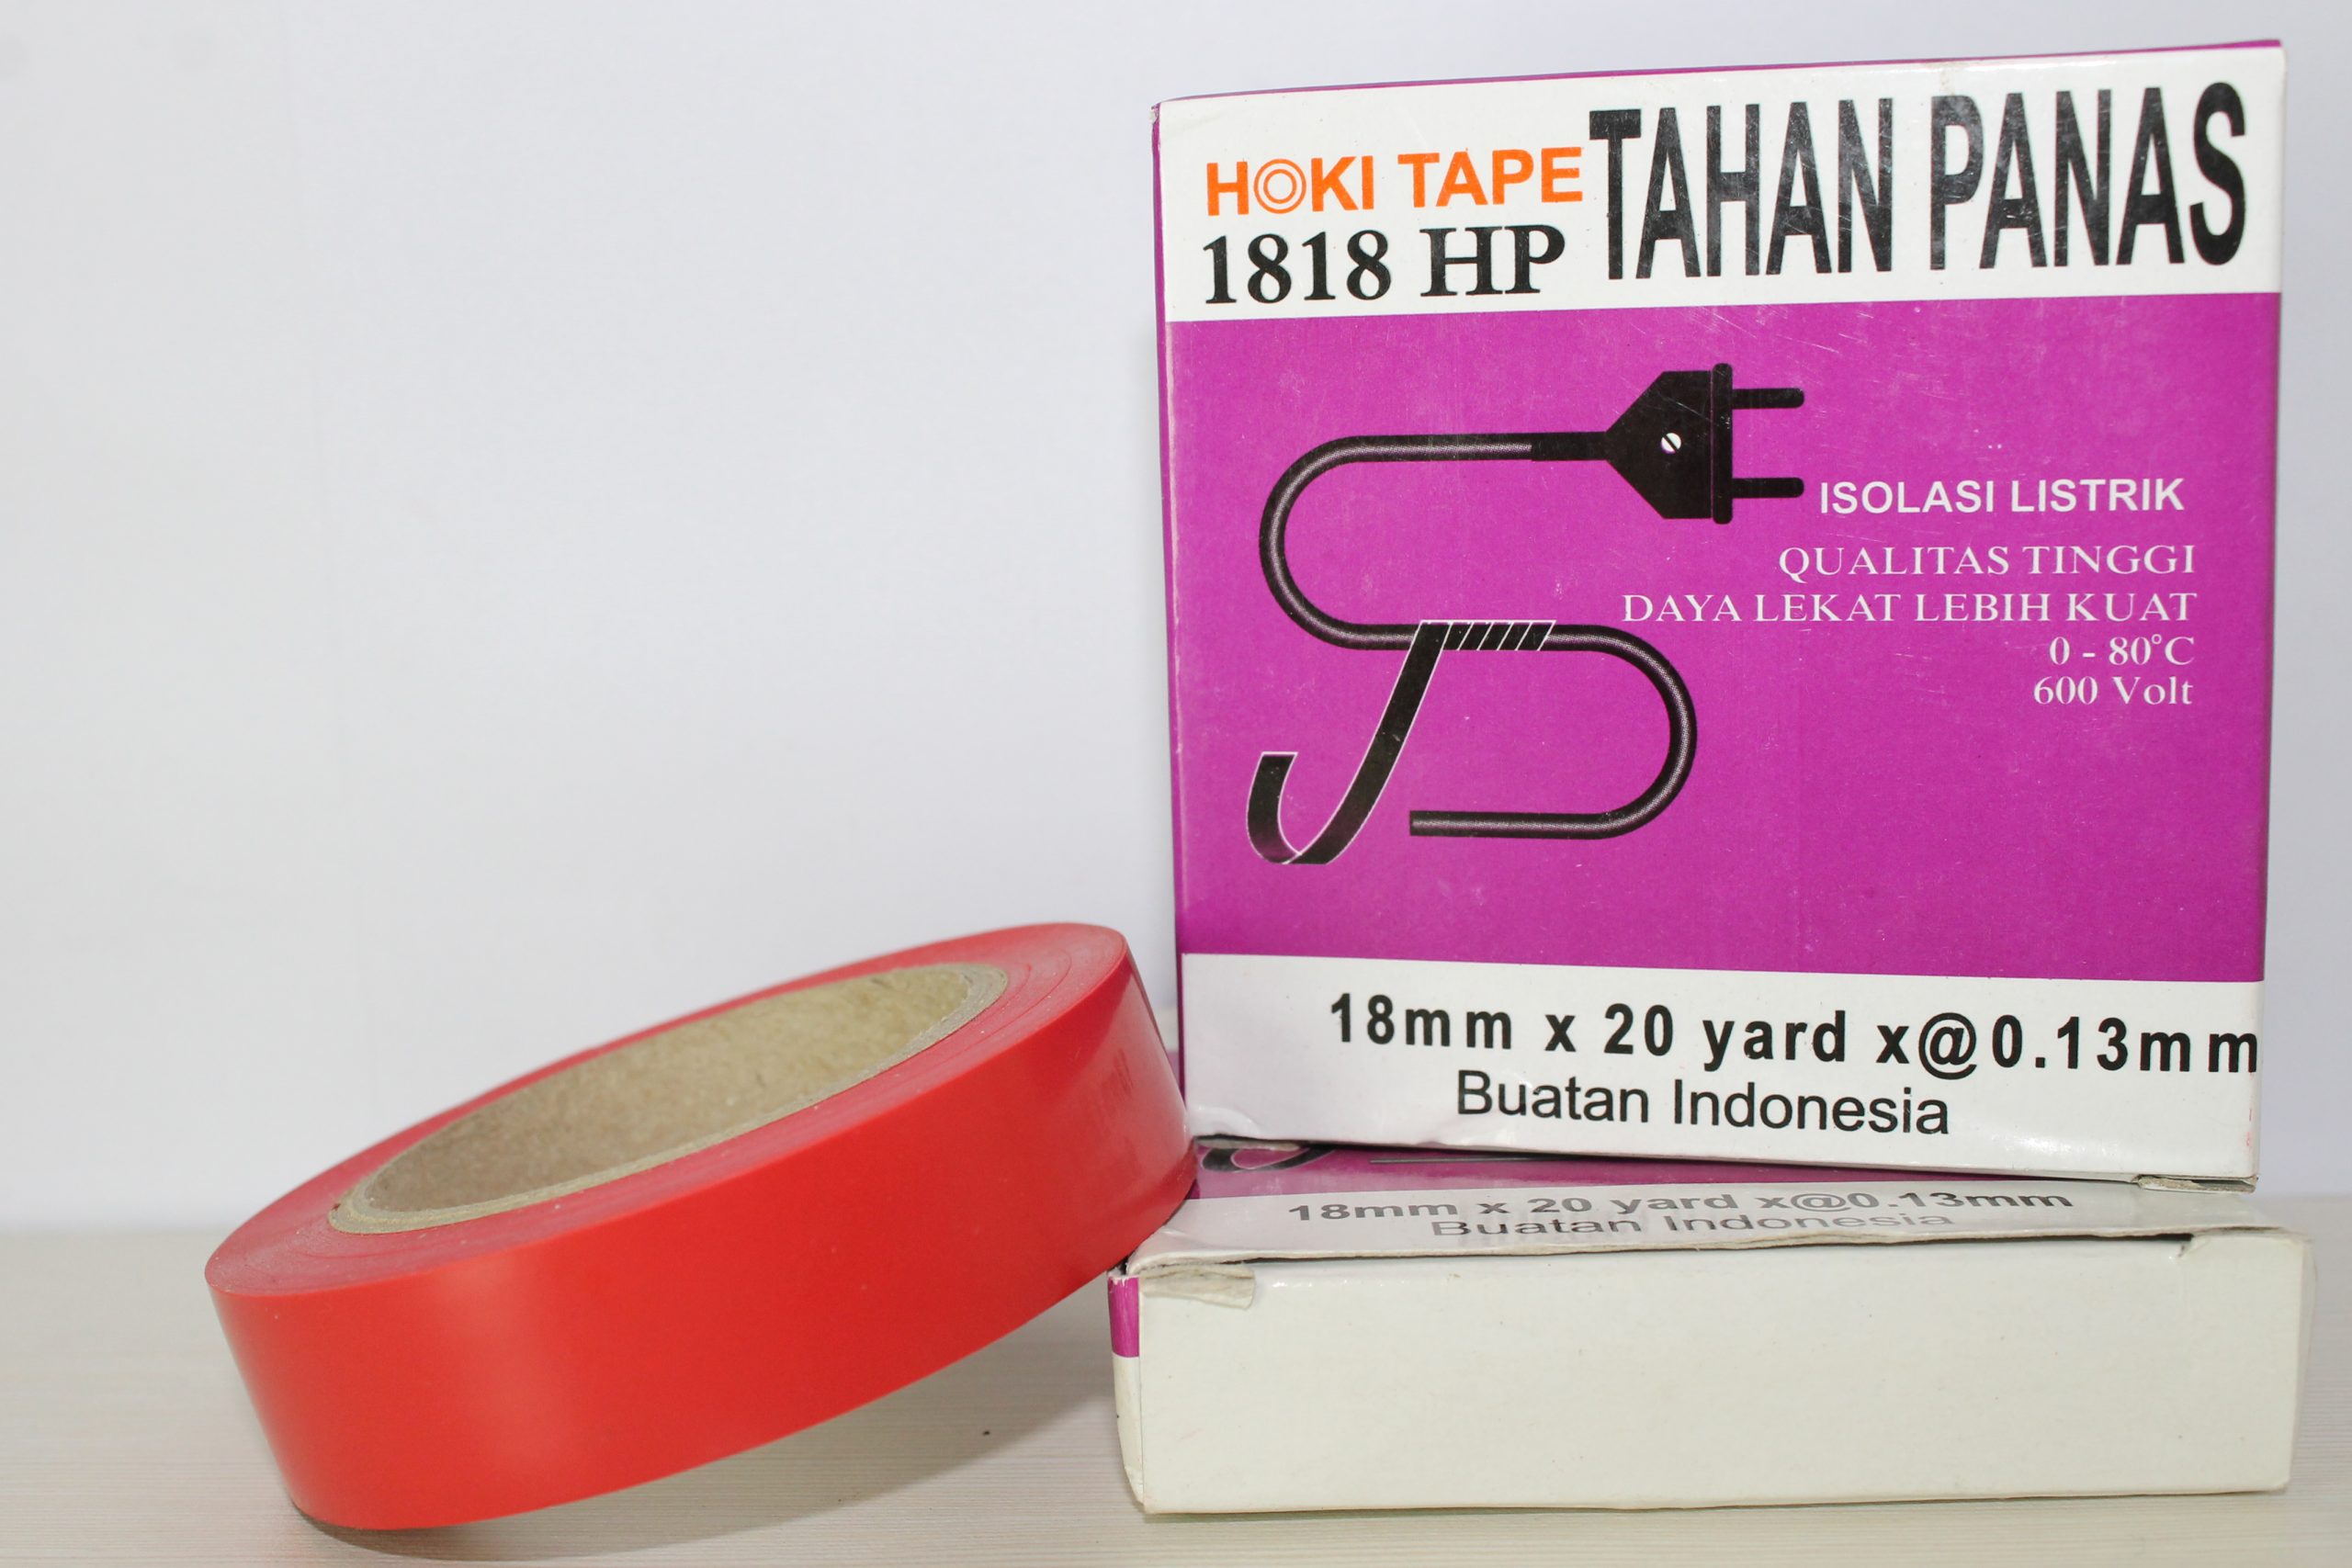 HOKI TAPE TAHAN PANAS
1818 HP
ISOLASI LISTRIK
QUALITAS TINGGI
DAYA LEKAT LEBIH KUAT
0 - 80°C
600 Volt
18mm x 20 yard x@0.13mm
Buatan Indonesia
18mm x 20 yard x@0.13mm
Buatan Indonesia